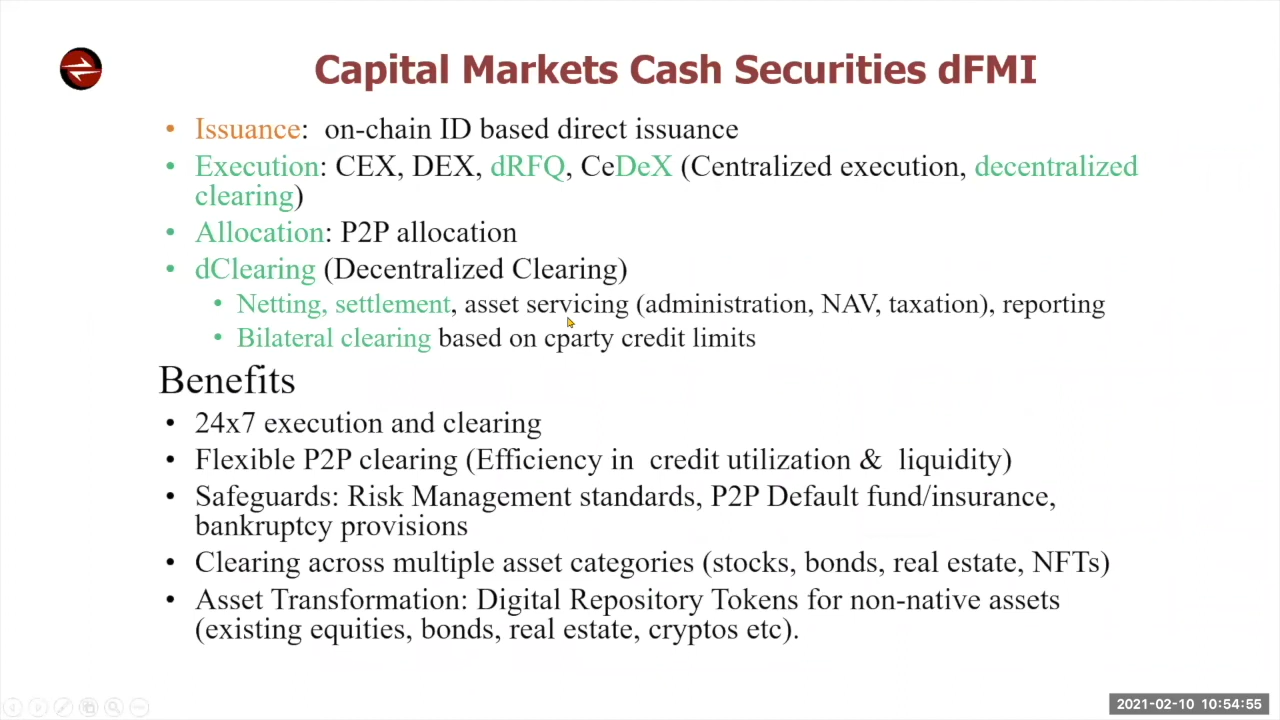 Capital Markets Cash Securities dFMI
• Issuance: on-chain ID based direct issuance
• Execution: CEX, DEX, dRFQ, CeDeX (Centralized execution, decentralized
clearing)
• Allocation: P2P allocation
• dClearing (Decentralized Clearing)
• Netting, settlement, asset servicing (administration, NAV, taxation), reporting
• Bilateral clearing based on cparty credit limits
Benefits
• 24x7 execution and clearing
• Flexible P2P clearing (Efficiency in credit utilization & liquidity)
• Safeguards: Risk Management standards, P2P Default fund/insurance,
bankruptcy provisions
• Clearing across multiple asset categories (stocks, bonds, real estate, NFTs)
• Asset Transformation: Digital Repository Tokens for non-native assets
(existing equities, bonds, real estate, cryptos etc).
2021-02-10 10:54:55